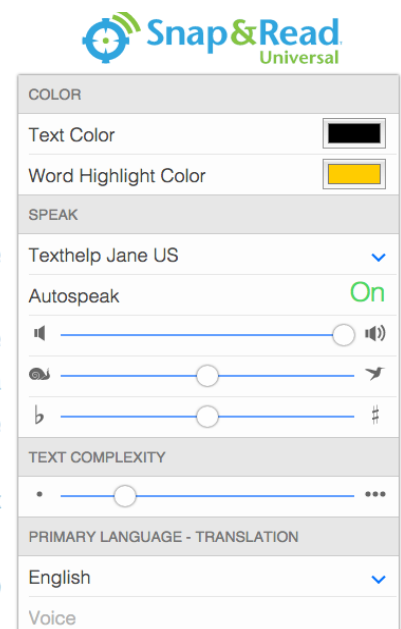 Snap&Read
Universal
COLOR
Text Color
Word Highlight Color
SPEAK
Texthelp Jane US
Autospeak On
♭ ♯
TEXT COMPLEXITY
PRIMARY LANGUAGE - TRANSLATION
English
Voice